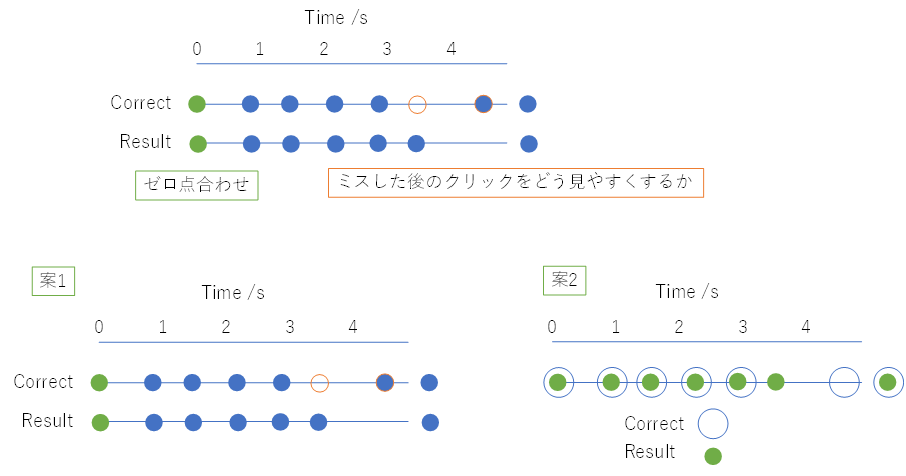 Time /s
0 1 2 3 4
Correct
Result
ゼロ点合わせ
ミスした後のクリックをどう見やすくするか
案1
Time /s
0 1 2 3 4
Correct
Result
案2
Time /s
0 1 2 3 4
Correct
Result